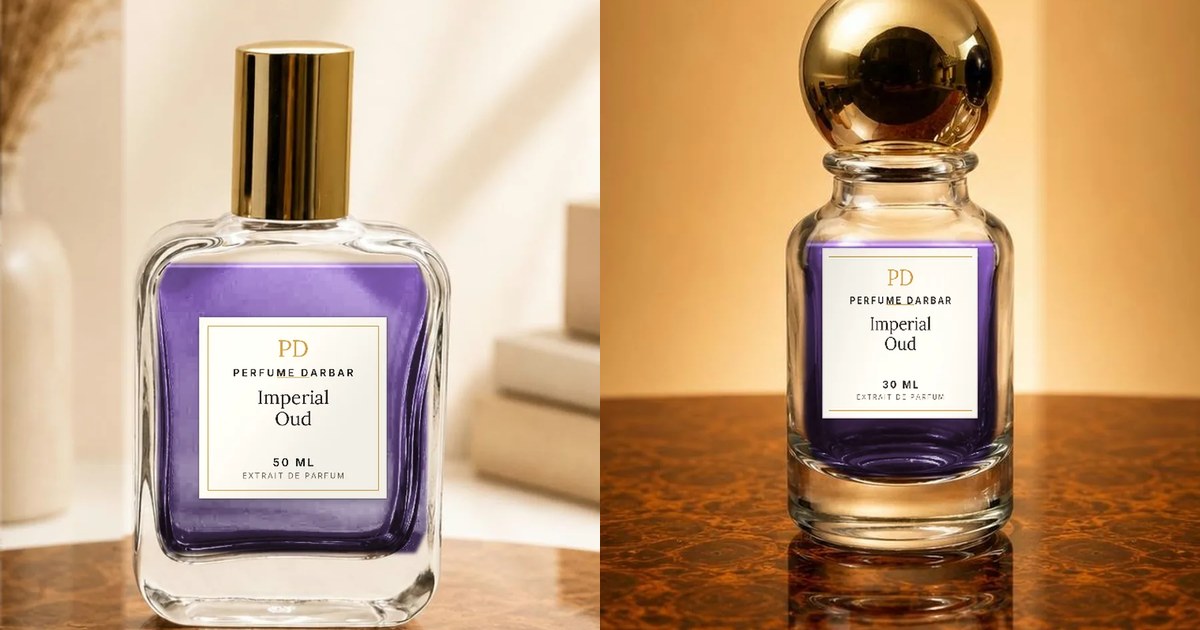 PD
PERFUME DARBAR
Imperial
Oud
50 ML
EXTRAIT DE PARFUM
PD
PERFUME DARBAR
Imperial
Oud
30 ML
EXTRAIT DE PARFUM